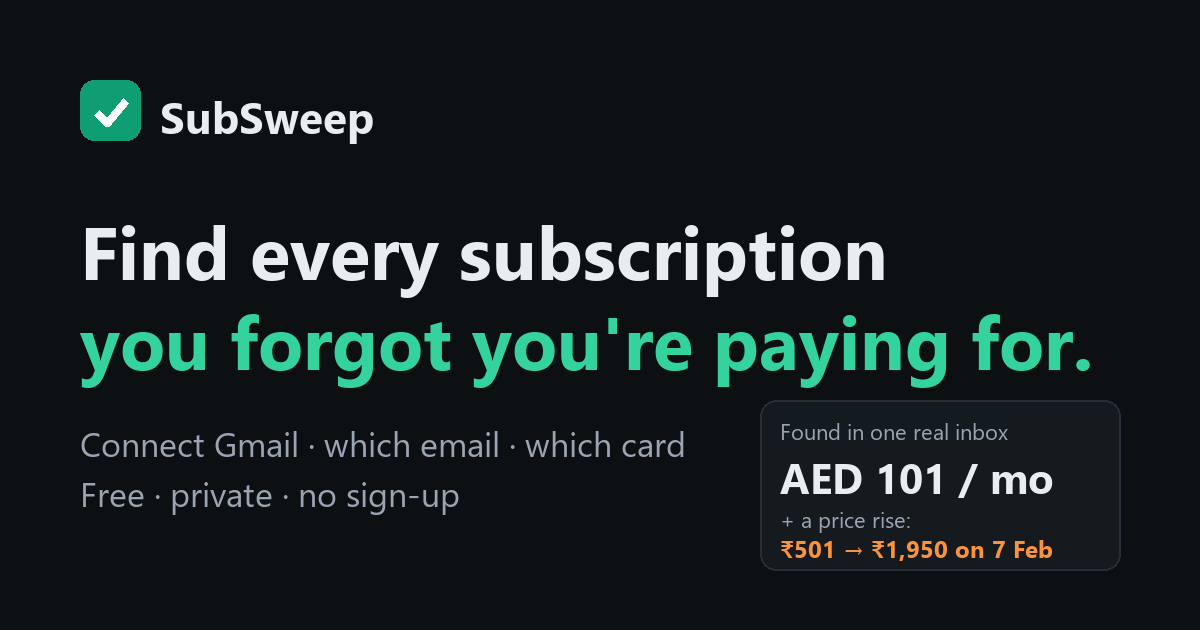 SubSweep
Find every subscription
you forgot you're paying for.
Connect Gmail · which email · which card
Free · private · no sign-up
Found in one real inbox
AED 101 / mo
+ a price rise:
₹501 → ₹1,950 on 7 Feb